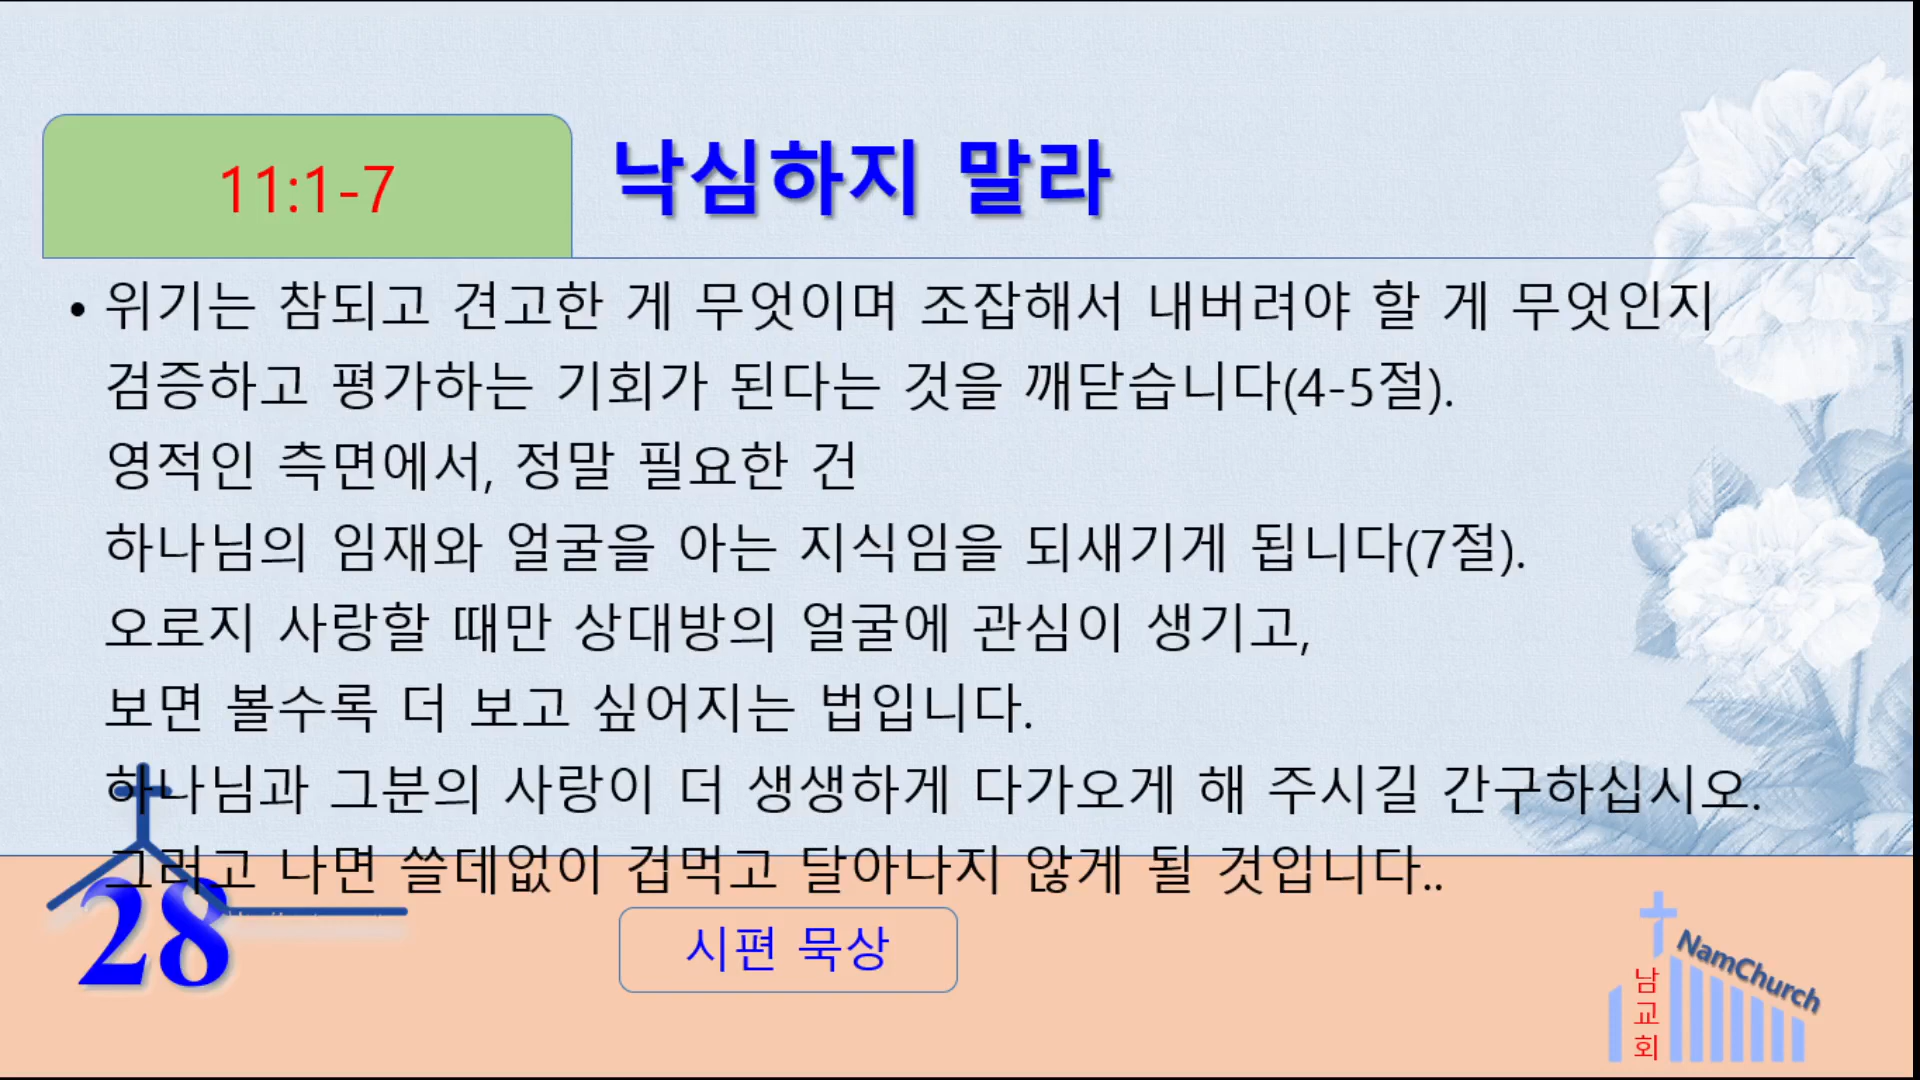 11:1-7
낙심하지 말라
• 위기는 참되고 견고한 게 무엇이며 조잡해서 내버려야 할 게 무엇인지
검증하고 평가하는 기회가 된다는 것을 깨닫습니다(4-5절).
영적인 측면에서, 정말 필요한 건
하나님의 임재와 얼굴을 아는 지식임을 되새기게 됩니다(7절).
오로지 사랑할 때만 상대방의 얼굴에 관심이 생기고,
보면 볼수록 더 보고 싶어지는 법입니다.
하나님과 그분의 사랑이 더 생생하게 다가오게 해 주시길 간구하십시오.
그러고 나면 쓸데없이 겁먹고 달아나지 않게 될 것입니다..
28
시편 묵상
NamChurch
남교회